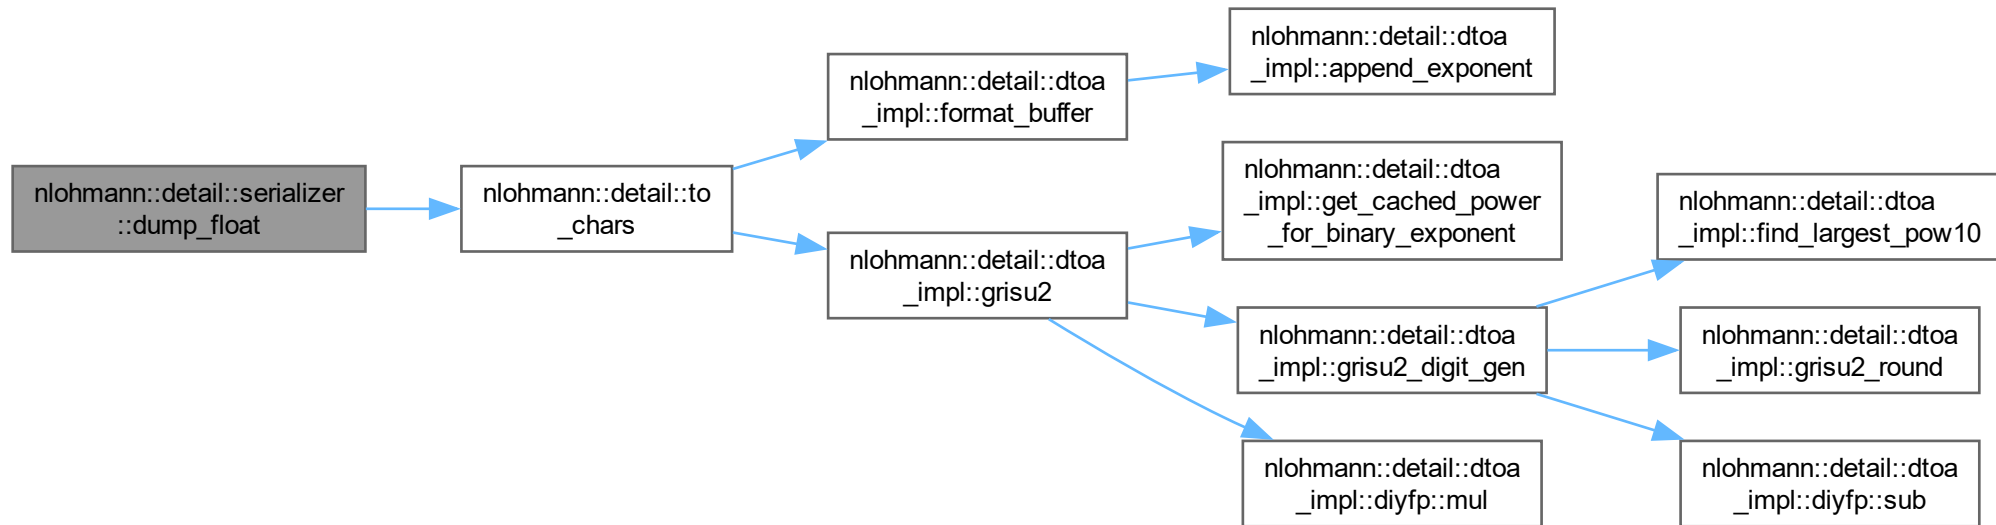 nlohmann::detail::serializer
::dump_float
nlohmann::detail::to
_chars
nlohmann::detail::dtoa
_impl::format_buffer
nlohmann::detail::dtoa
_impl::append_exponent
nlohmann::detail::dtoa
_impl::grisu2
nlohmann::detail::dtoa
_impl::get_cached_power
_for_binary_exponent
nlohmann::detail::dtoa
_impl::grisu2_digit_gen
nlohmann::detail::dtoa
_impl::find_largest_pow10
nlohmann::detail::dtoa
_impl::grisu2_round
nlohmann::detail::dtoa
_impl::diyfp::sub
nlohmann::detail::dtoa
_impl::diyfp::mul